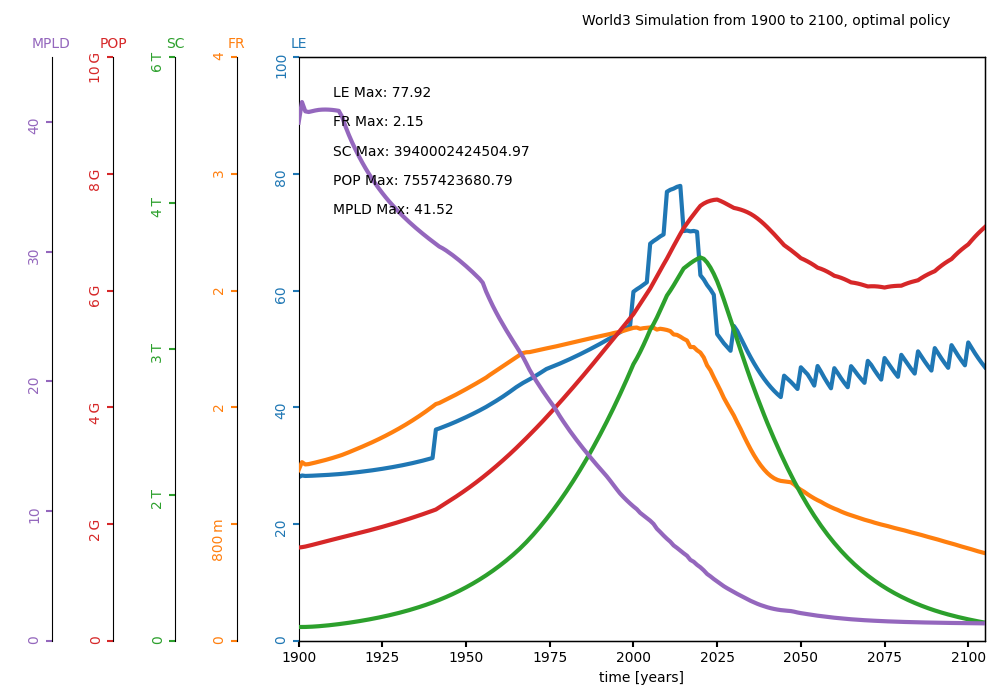 World3 Simulation from 1900 to 2100, optimal policy
MPLD POP SC FR LE
LE Max: 77.92
FR Max: 2.15
SC Max: 3940002424504.97
POP Max: 7557423680.79
MPLD Max: 41.52
0 10 20 30 40
0 2 G 4 G 6 G 8 G 10 G
0 2 T 3 T 4 T 6 T
0 800 m 2 2 3 4
0 20 40 60 80 100
1900 1925 1950 1975 2000 2025 2050 2075 2100
time [years]